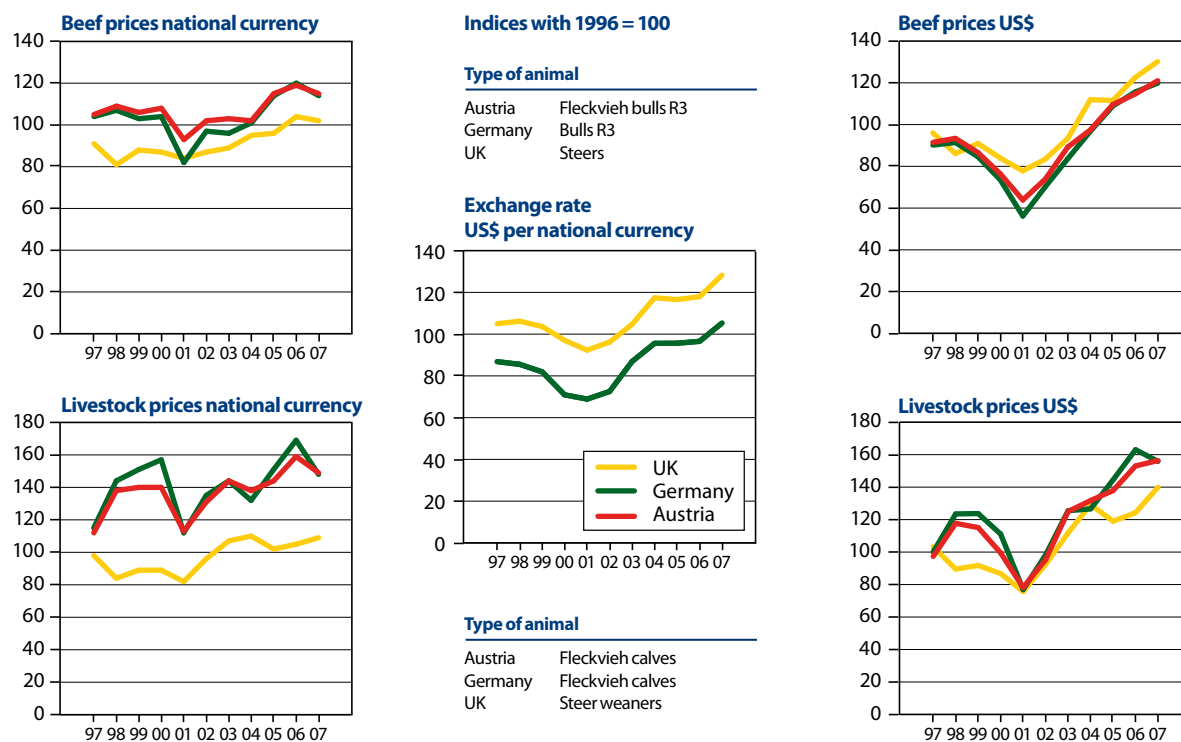 Beef prices national currency
140
120
100
80
60
40
20
0
97 98 99 00 01 02 03 04 05 06 07
Livestock prices national currency
180
160
140
120
100
80
60
40
20
0
97 98 99 00 01 02 03 04 05 06 07
Indices with 1996 = 100
Type of animal
Austria Fleckvieh bulls R3
Germany Bulls R3
UK Steers
Exchange rate
US$ per national currency
140
120
100
80
60
40
20
0
UK
Germany
Austria
97 98 99 00 01 02 03 04 05 06 07
Type of animal
Austria Fleckvieh calves
Germany Fleckvieh calves
UK Steer weaners
Beef prices US$
140
120
100
80
60
40
20
0
97 98 99 00 01 02 03 04 05 06 07
Livestock prices US$
180
160
140
120
100
80
60
40
20
0
97 98 99 00 01 02 03 04 05 06 07